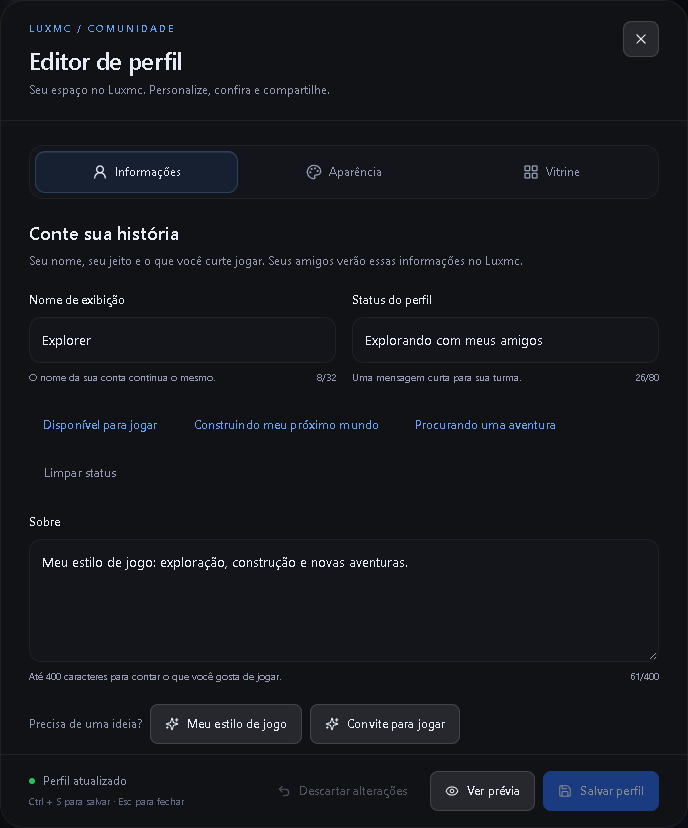 LUXMC / COMUNIDADE
Editor de perfil
Seu espaço no Luxmc. Personalize, confira e compartilhe.
Informações
Aparência
Vitrine
Conte sua história
Seu nome, seu jeito e o que você curte jogar. Seus amigos verão essas informações no Luxmc.
Nome de exibição
Status do perfil
Explorer
Explorando com meus amigos
O nome da sua conta continua o mesmo.
8/32
Uma mensagem curta para sua turma.
26/80
Disponível para jogar
Construindo meu próximo mundo
Procurando uma aventura
Limpar status
Sobre
Meu estilo de jogo: exploração, construção e novas aventuras.
Até 400 caracteres para contar o que você gosta de jogar.
61/400
Precisa de uma ideia?
Meu estilo de jogo
Convite para jogar
Perfil atualizado
Ctrl + S para salvar · Esc para fechar
Descartar alterações
Ver prévia
Salvar perfil